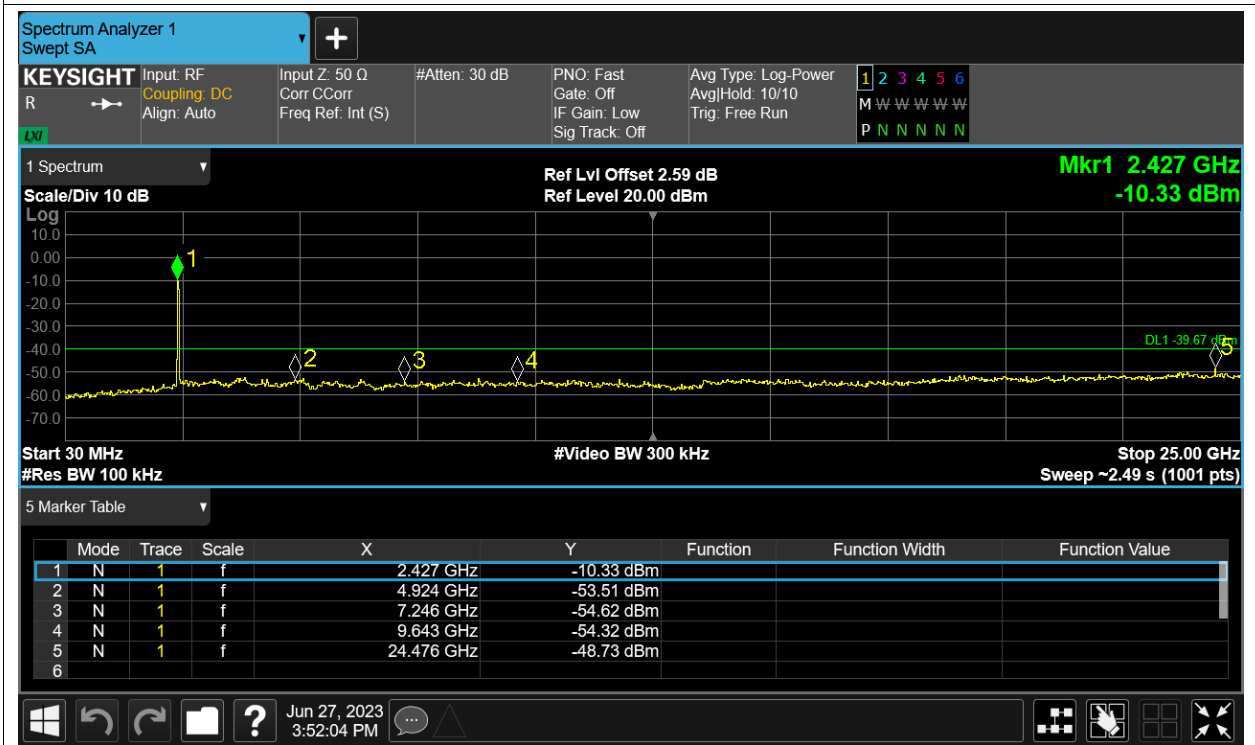 Spectrum Analyzer 1
Swept SA
KEYSIGHT
R
LXI
Input: RF
Coupling: DC
Align: Auto
Input Z: 50 Ω
Corr CCorr
Freq Ref: Int (S)
#Atten: 30 dB
PNO: Fast
Gate: Off
IF Gain: Low
Sig Track: Off
Avg Type: Log-Power
Avg|Hold: 10/10
Trig: Free Run
1 2 3 4 5 6
M W W W W W
P N N N N N
1 Spectrum
Scale/Div 10 dB
Ref Lvl Offset 2.59 dB
Ref Level 20.00 dBm
Mkr1 2.427 GHz
-10.33 dBm
Log
10.0
0.00
-10.0
-20.0
-30.0
-40.0
-50.0
-60.0
-70.0
1
2
3
4
5
DL1 -39.67 dBm
Start 30 MHz
#Video BW 300 kHz
Stop 25.00 GHz
#Res BW 100 kHz
Sweep ~2.49 s (1001 pts)
5 Marker Table
Mode Trace Scale X Y Function Function Width Function Value
1 N 1 f 2.427 GHz -10.33 dBm
2 N 1 f 4.924 GHz -53.51 dBm
3 N 1 f 7.246 GHz -54.62 dBm
4 N 1 f 9.643 GHz -54.32 dBm
5 N 1 f 24.476 GHz -48.73 dBm
6
?
Jun 27, 2023
3:52:04 PM